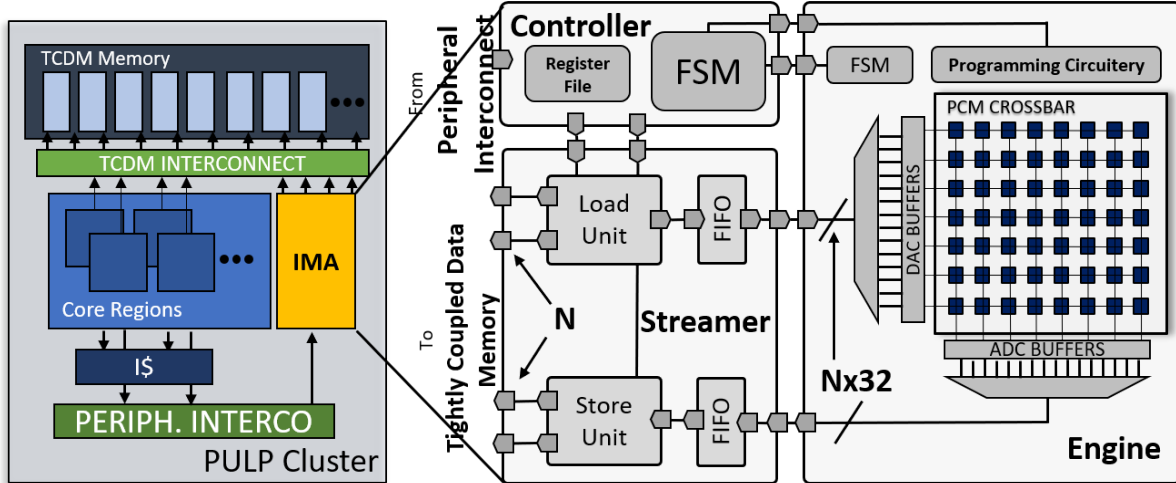 TCDM Memory
TCDM INTERCONNECT
Core Regions
IMA
I$
PERIPH. INTERCO
PULP Cluster
From
Peripheral
Interconnect
To
Tightly Coupled Data
Memory
Controller
Register
File
FSM
Load
Unit
FIFO
N
Streamer
Store
Unit
FIFO
FSM
Programming Circuitery
PCM CROSSBAR
DAC BUFFERS
ADC BUFFERS
Nx32
Engine